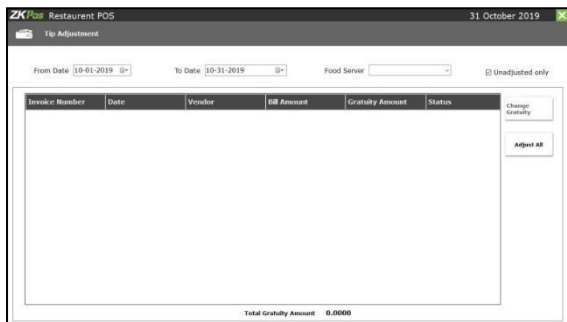 ZKPos Restaurent POS 31 October 2019
Tip Adjustment
From Date 10-01-2019 To Date 10-31-2019 Food Server Unadjusted only
Invoice Number Date Vendor Bill Amount Gratuity Amount Status
Change
Gratuity
Adjust All
Total Gratuity Amount 0.0000